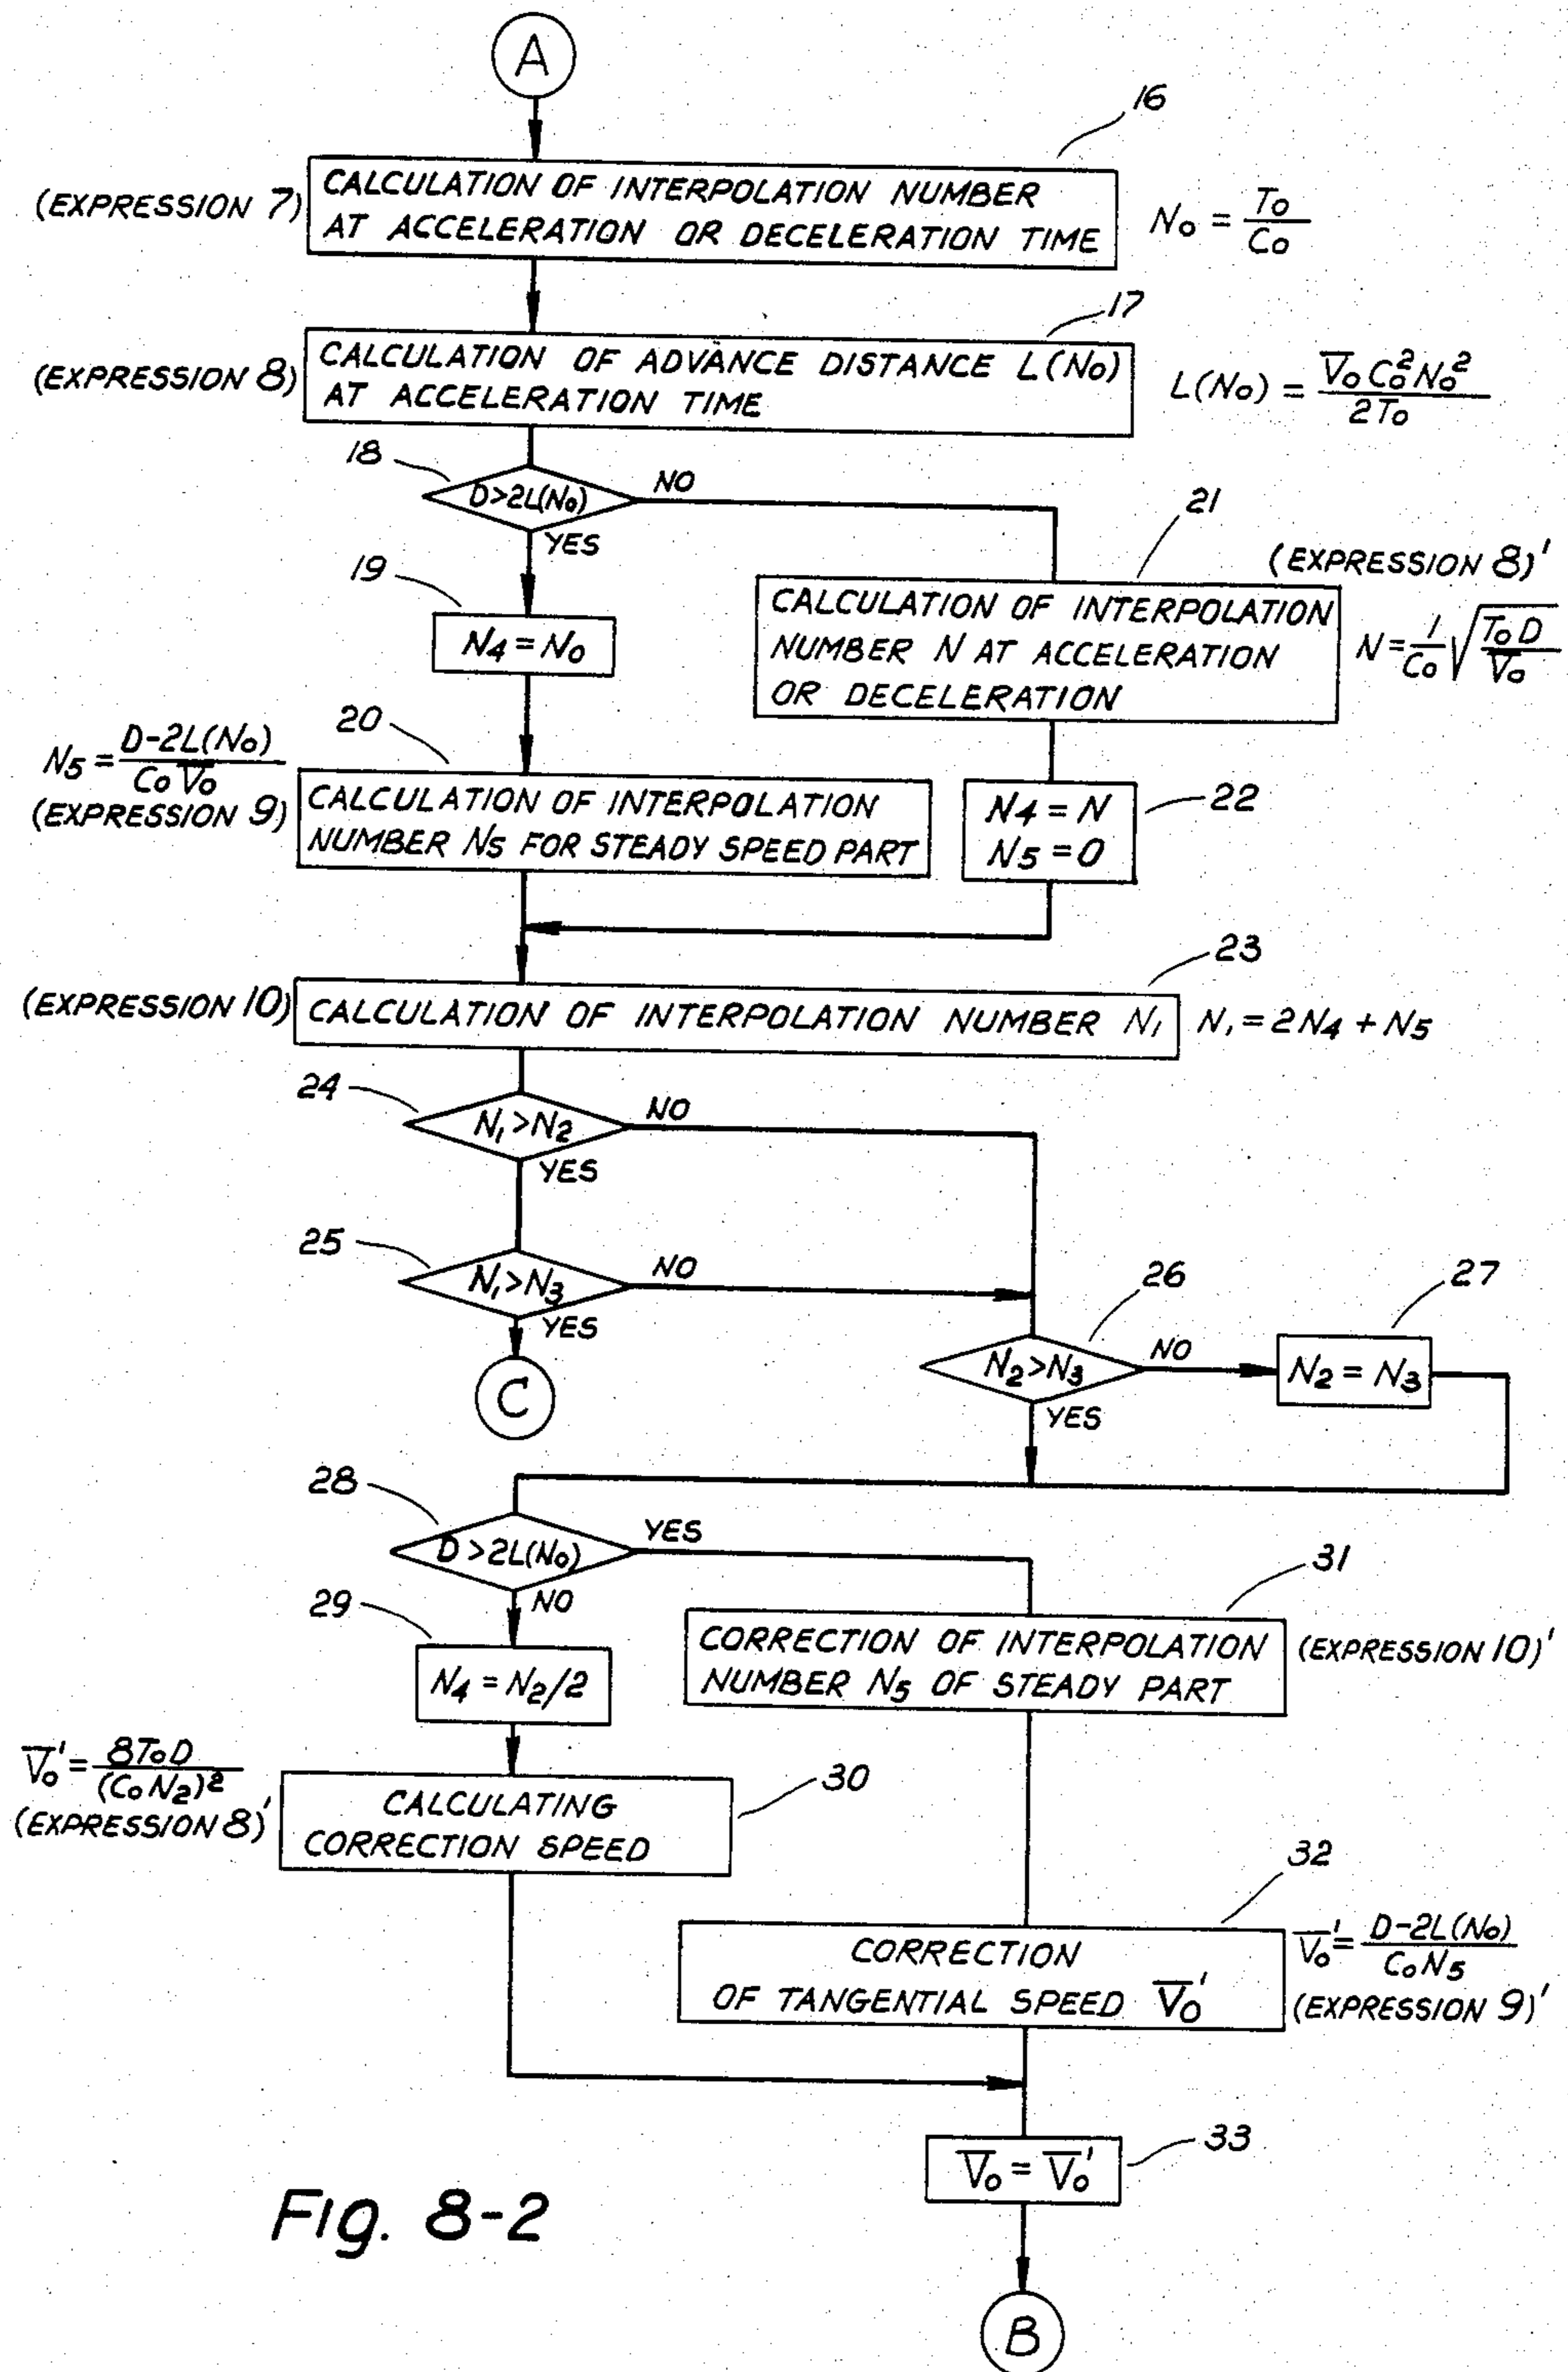 A
16
(EXPRESSION 7)
CALCULATION OF INTERPOLATION NUMBER
AT ACCELERATION OR DECELERATION TIME
N₀ = T₀/C₀
17
(EXPRESSION 8)
CALCULATION OF ADVANCE DISTANCE L(N₀)
AT ACCELERATION TIME
L(N₀) = V̅₀C₀²N₀²/2T₀
18
D>2L(N₀)
NO
YES
21
(EXPRESSION 8)'
19
N₄ = N₀
CALCULATION OF INTERPOLATION
NUMBER N AT ACCELERATION
OR DECELERATION
N = 1/C₀ √(T₀D/V̅₀)
20
N₅ = D-2L(N₀)/C₀V̅₀
(EXPRESSION 9)
CALCULATION OF INTERPOLATION
NUMBER N₅ FOR STEADY SPEED PART
N₄ = N
N₅ = 0
22
23
(EXPRESSION 10)
CALCULATION OF INTERPOLATION NUMBER N₁
N₁ = 2N₄ + N₅
24
N₁>N₂
NO
YES
25
N₁>N₃
NO
YES
26
27
C
N₂>N₃
NO
N₂ = N₃
YES
28
D>2L(N₀)
YES
NO
31
29
N₄ = N₂/2
CORRECTION OF INTERPOLATION
NUMBER N₅ OF STEADY PART
(EXPRESSION 10)'
V̅₀' = 8T₀D/(C₀N₂)²
(EXPRESSION 8)'
CALCULATING
CORRECTION SPEED
30
32
CORRECTION
OF TANGENTIAL SPEED V̅₀'
V̅₀' = D-2L(N₀)/C₀N₅
(EXPRESSION 9)'
33
V̅₀ = V̅₀'
Fig. 8-2
B